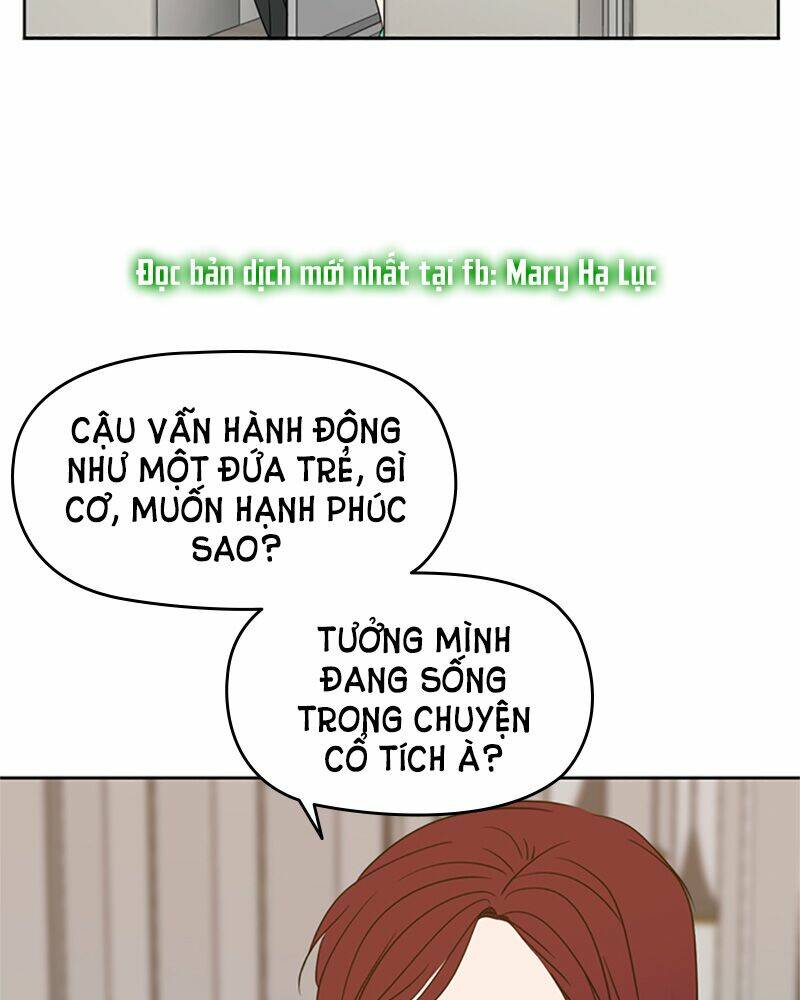 Đọc bản dịch mới nhất tại fb: Mary Hạ Lục
CẬU VẪN HÀNH ĐỘNG
NHƯ MỘT ĐỨA TRẺ, GÌ
CƠ, MUỐN HẠNH PHÚC
SAO?
TƯỞNG MÌNH
ĐANG SỐNG
TRONG CHUYỆN
CỔ TÍCH À?